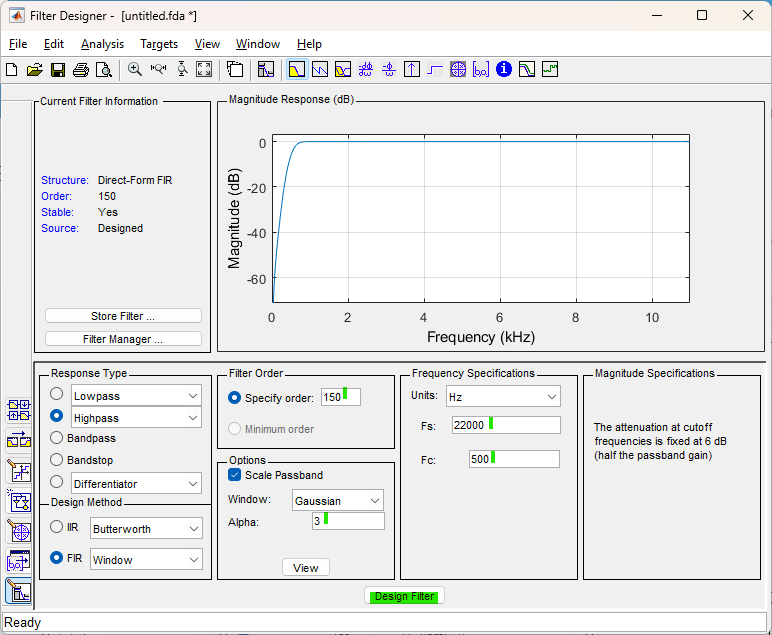 Filter Designer - [untitled.fda *]
File Edit Analysis Targets View Window Help
Current Filter Information
Structure: Direct-Form FIR
Order: 150
Stable: Yes
Source: Designed
Store Filter ...
Filter Manager ...
Magnitude Response (dB)
Magnitude (dB)
0
-20
-40
-60
0 2 4 6 8 10
Frequency (kHz)
Response Type
Lowpass
Highpass
Bandpass
Bandstop
Differentiator
Design Method
IIR Butterworth
FIR Window
Filter Order
Specify order: 150
Minimum order
Options
Scale Passband
Window: Gaussian
Alpha: 3
View
Frequency Specifications
Units: Hz
Fs: 22000
Fc: 500
Magnitude Specifications
The attenuation at cutoff
frequencies is fixed at 6 dB
(half the passband gain)
Design Filter
Ready